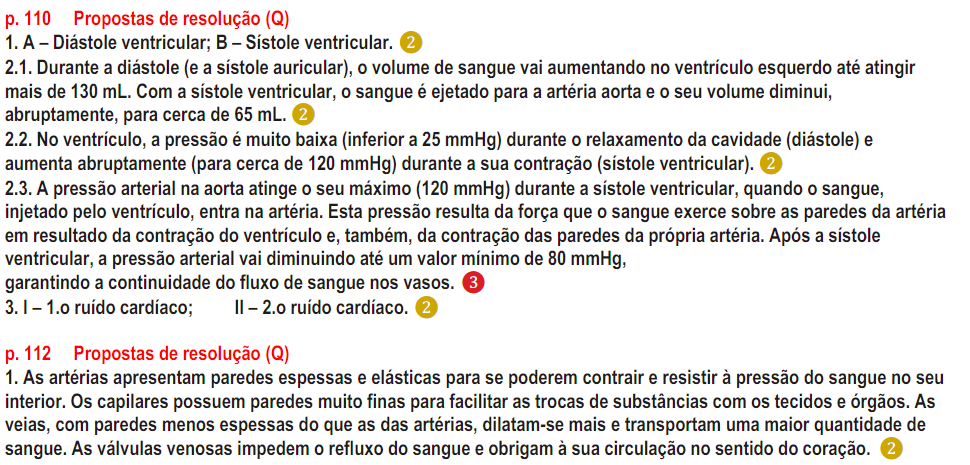 p. 110 Propostas de resolução (Q)
1. A – Diástole ventricular; B – Sístole ventricular. 2
2.1. Durante a diástole (e a sístole auricular), o volume de sangue vai aumentando no ventrículo esquerdo até atingir
mais de 130 mL. Com a sístole ventricular, o sangue é ejetado para a artéria aorta e o seu volume diminui,
abruptamente, para cerca de 65 mL. 2
2.2. No ventrículo, a pressão é muito baixa (inferior a 25 mmHg) durante o relaxamento da cavidade (diástole) e
aumenta abruptamente (para cerca de 120 mmHg) durante a sua contração (sístole ventricular). 2
2.3. A pressão arterial na aorta atinge o seu máximo (120 mmHg) durante a sístole ventricular, quando o sangue,
injetado pelo ventrículo, entra na artéria. Esta pressão resulta da força que o sangue exerce sobre as paredes da artéria
em resultado da contração do ventrículo e, também, da contração das paredes da própria artéria. Após a sístole
ventricular, a pressão arterial vai diminuindo até um valor mínimo de 80 mmHg,
garantindo a continuidade do fluxo de sangue nos vasos. 3
3. I – 1.o ruído cardíaco; II – 2.o ruído cardíaco. 2
p. 112 Propostas de resolução (Q)
1. As artérias apresentam paredes espessas e elásticas para se poderem contrair e resistir à pressão do sangue no seu
interior. Os capilares possuem paredes muito finas para facilitar as trocas de substâncias com os tecidos e órgãos. As
veias, com paredes menos espessas do que as das artérias, dilatam-se mais e transportam uma maior quantidade de
sangue. As válvulas venosas impedem o refluxo do sangue e obrigam à sua circulação no sentido do coração. 2